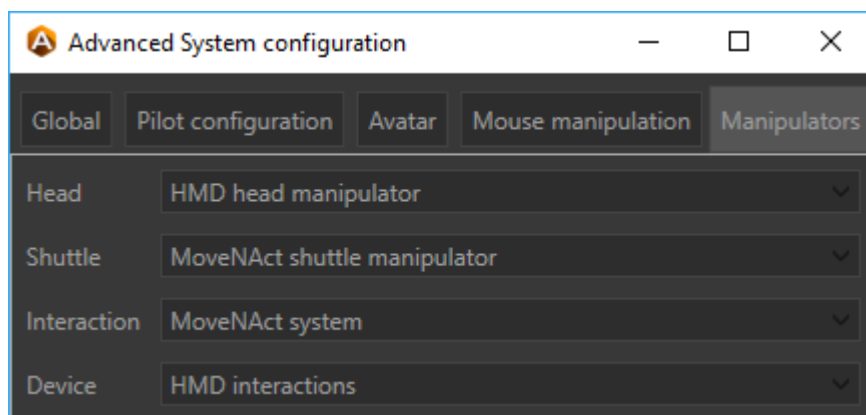 Advanced System configuration
Global Pilot configuration Avatar Mouse manipulation Manipulators
Head HMD head manipulator
Shuttle MoveNAct shuttle manipulator
Interaction MoveNAct system
Device HMD interactions